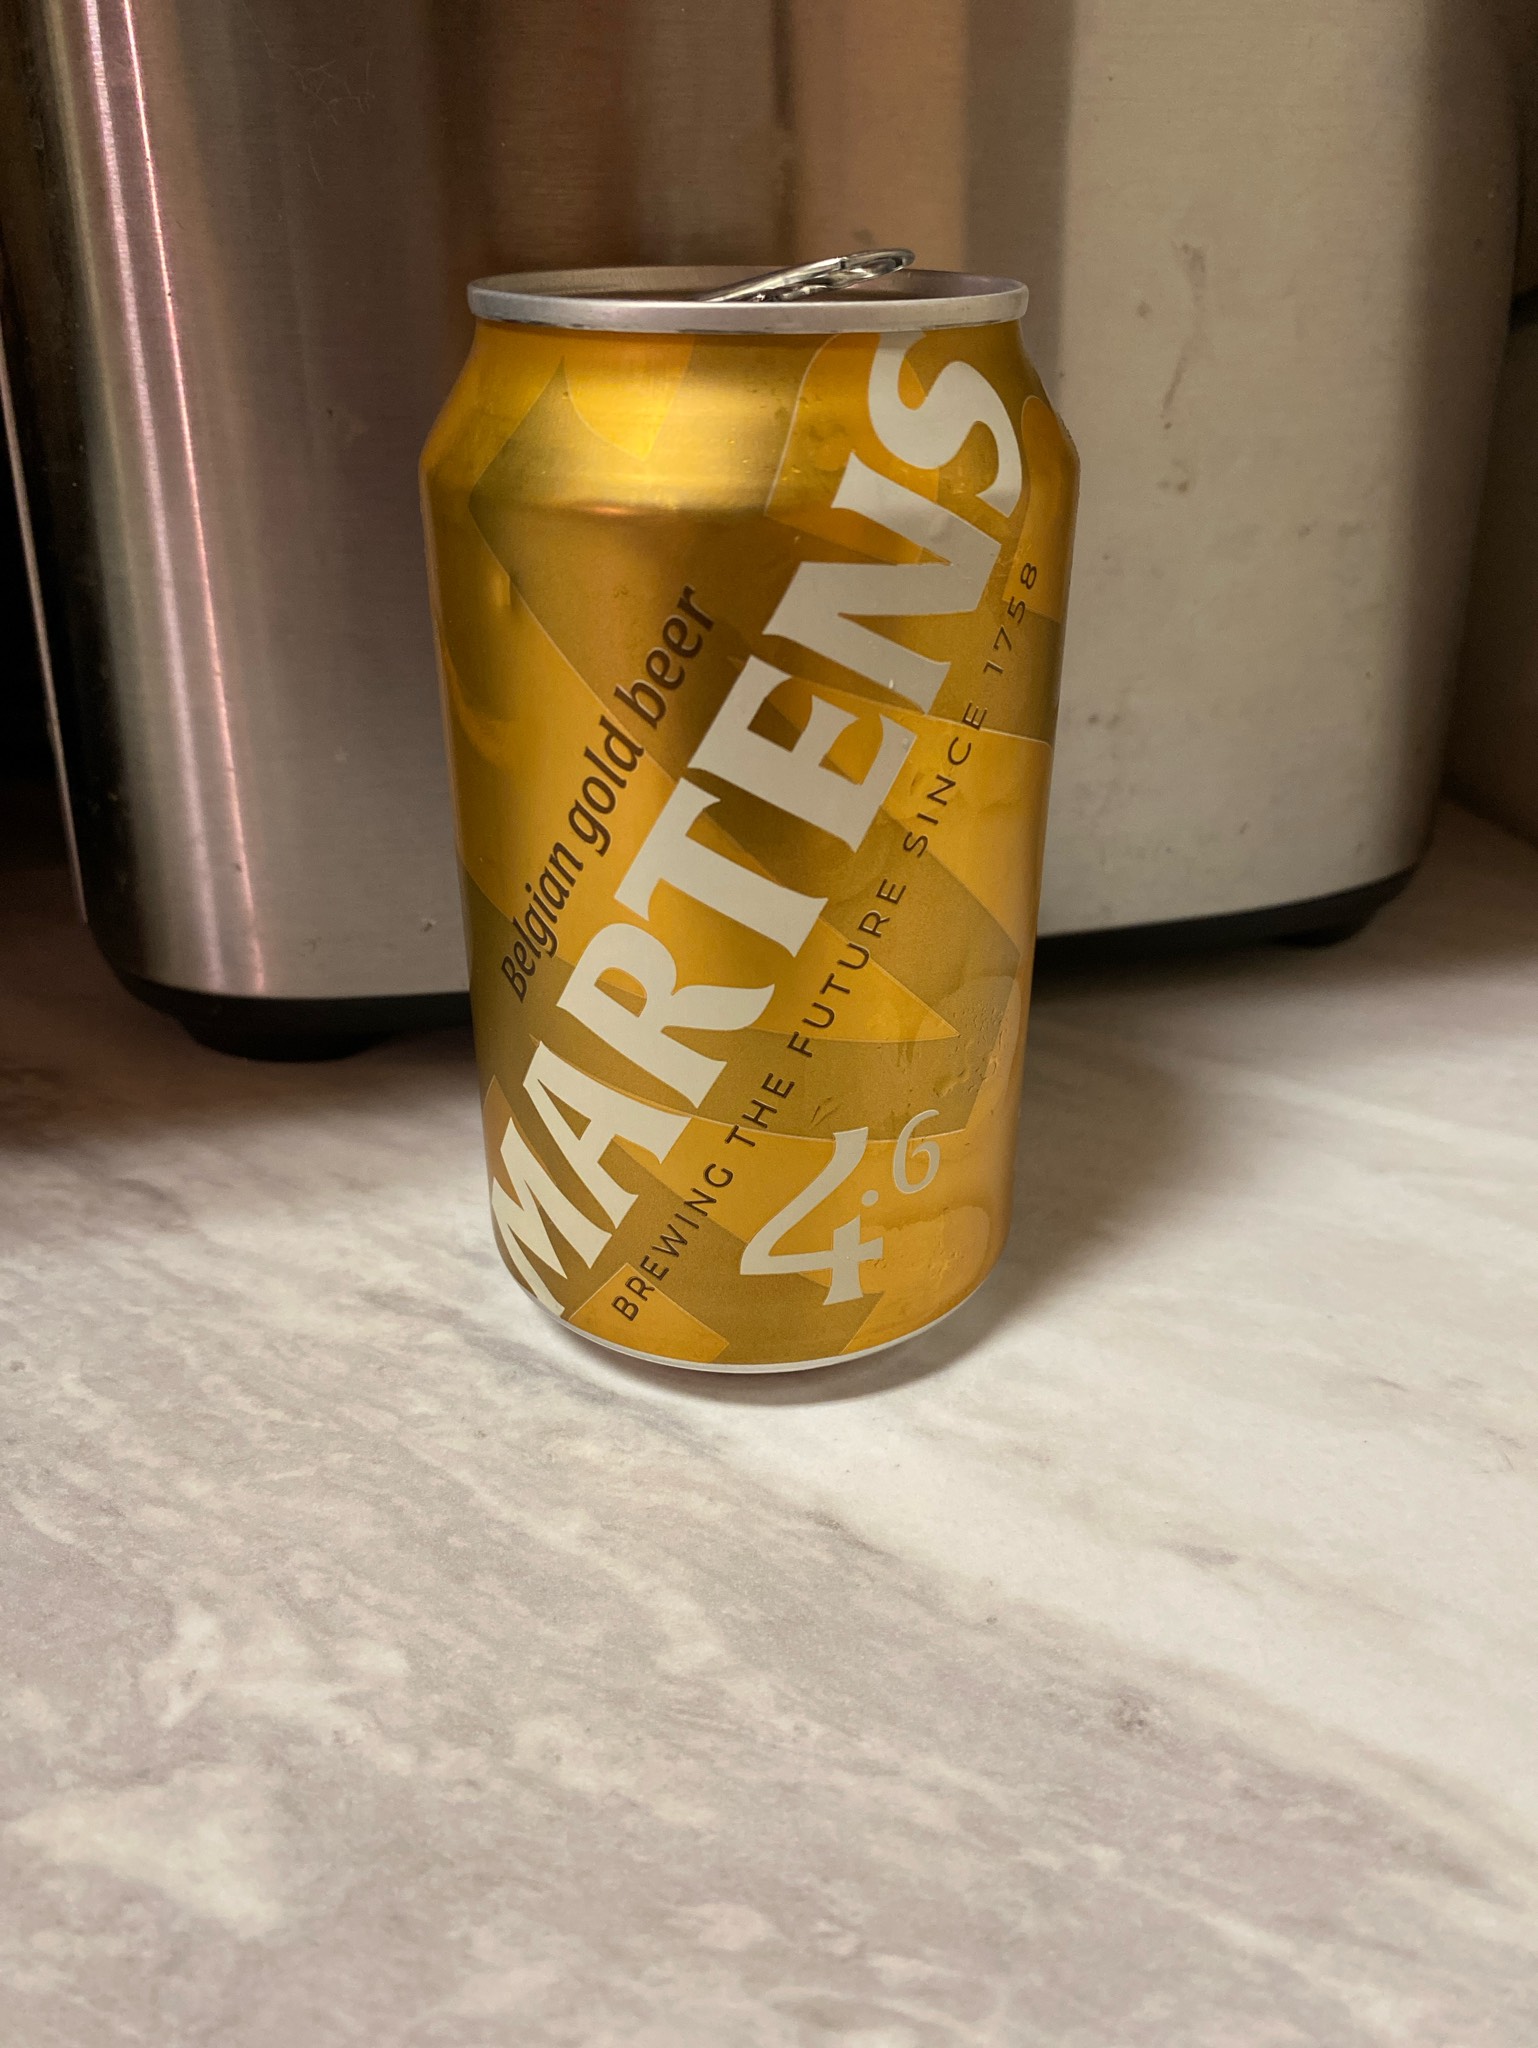 Belgian gold beer
MARTENS
BREWING THE FUTURE SINCE 1758
4.6